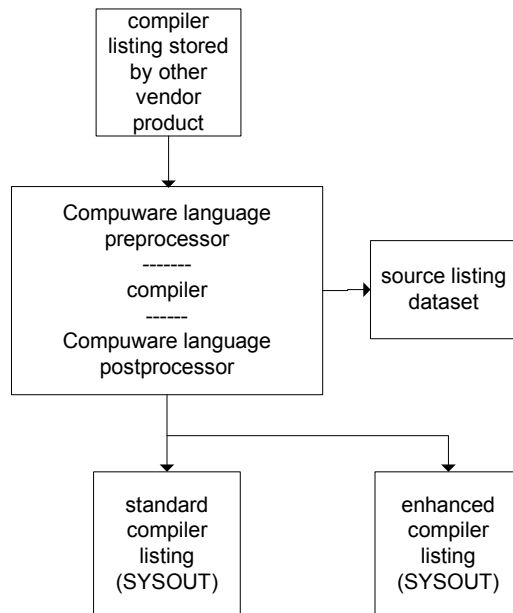 compiler
listing stored
by other
vendor
product
Compuware language
preprocessor
-------
compiler
------
Compuware language
postprocessor
source listing
dataset
standard
compiler
listing
(SYSOUT)
enhanced
compiler
listing
(SYSOUT)